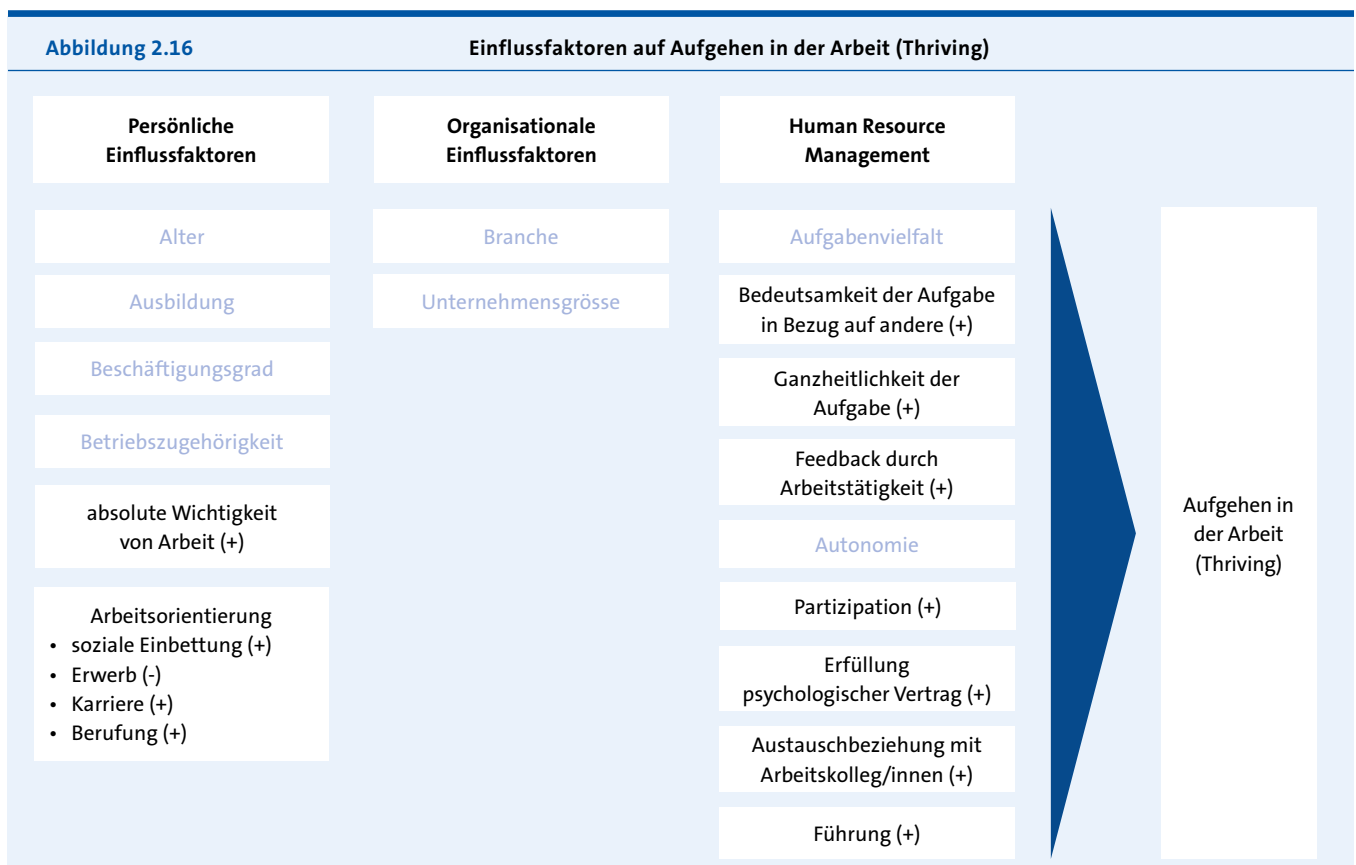 Abbildung 2.16
Einflussfaktoren auf Aufgehen in der Arbeit (Thriving)
Persönliche
Einflussfaktoren
Alter
Ausbildung
Beschäftigungsgrad
Betriebszugehörigkeit
absolute Wichtigkeit
von Arbeit (+)
Arbeitsorientierung
• soziale Einbettung (+)
• Erwerb (-)
• Karriere (+)
• Berufung (+)
Organisationale
Einflussfaktoren
Branche
Unternehmensgrösse
Human Resource
Management
Aufgabenvielfalt
Bedeutsamkeit der Aufgabe
in Bezug auf andere (+)
Ganzheitlichkeit der
Aufgabe (+)
Feedback durch
Arbeitstätigkeit (+)
Autonomie
Partizipation (+)
Erfüllung
psychologischer Vertrag (+)
Austauschbeziehung mit
Arbeitskolleg/innen (+)
Führung (+)
Aufgehen in
der Arbeit
(Thriving)